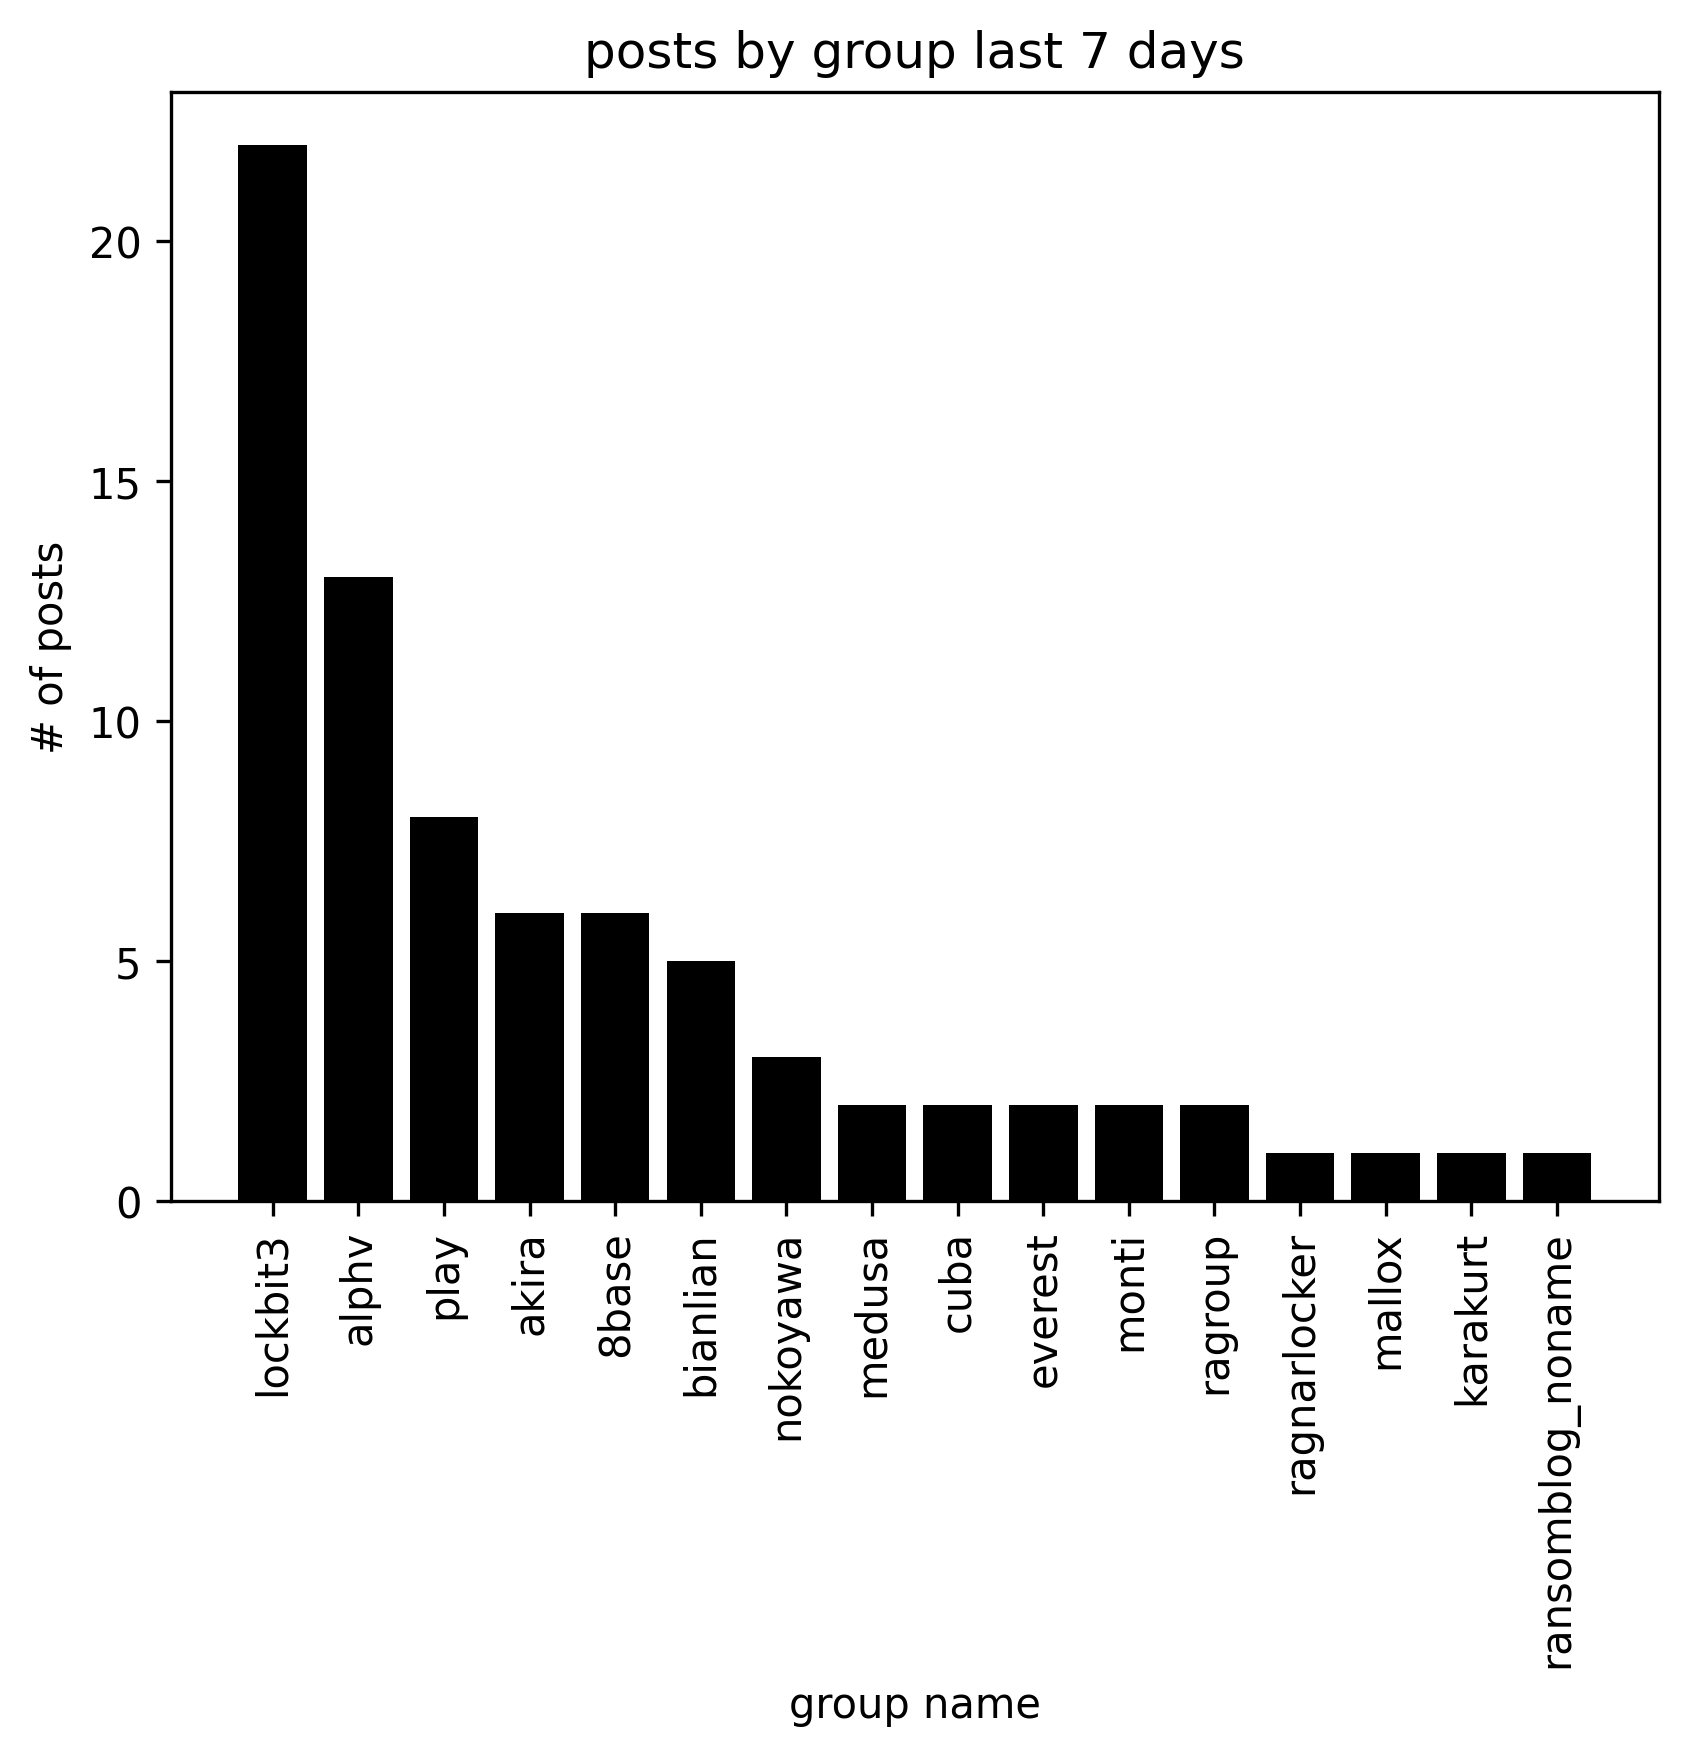 posts by group last 7 days
# of posts
20
15
10
5
0
lockbit3
alphv
play
akira
8base
bianlian
nokoyawa
medusa
cuba
everest
monti
ragroup
ragnarlocker
mallox
karakurt
ransomblog_noname
group name